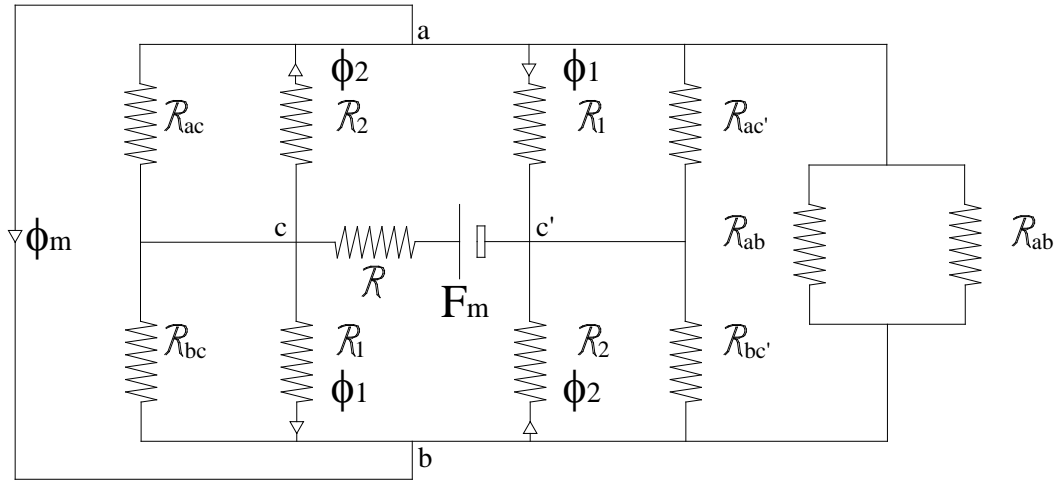 a
ϕ2 ϕ1
ℛac ℛ2 ℛ1 ℛac'
c c'
ϕm ℛab ℛab
ℛ
Fm
ℛbc ℛ1 ℛ2 ℛbc'
ϕ1 ϕ2
b